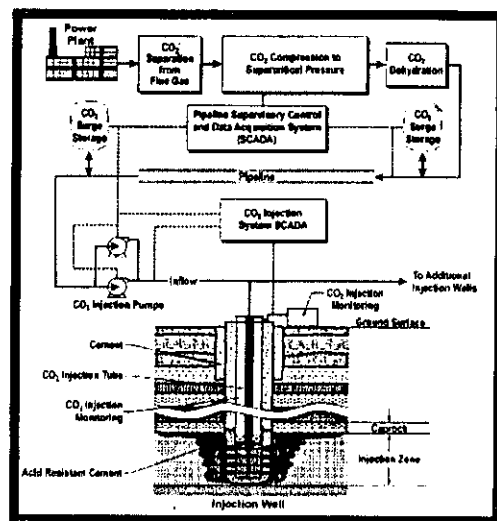 Power
Plant
CO2
Separation
from
Flue Gas
CO2 Compression to
Supercritical Pressure
CO2
Dehydration
CO2
Surge
Storage
Pipeline Supervisory Control
and Data Acquisition System
(SCADA)
CO2
Surge
Storage
Pipeline
CO2 Injection
System SCADA
CO2 Injection Pumps
Inflow
To Additional
Injection Wells
CO2 Injection
Monitoring
Ground Surface
Cement
CO2 Injection Tube
CO2 Injection
Monitoring
Caprock
Injection Zone
Acid Resistant Cement
Injection Well